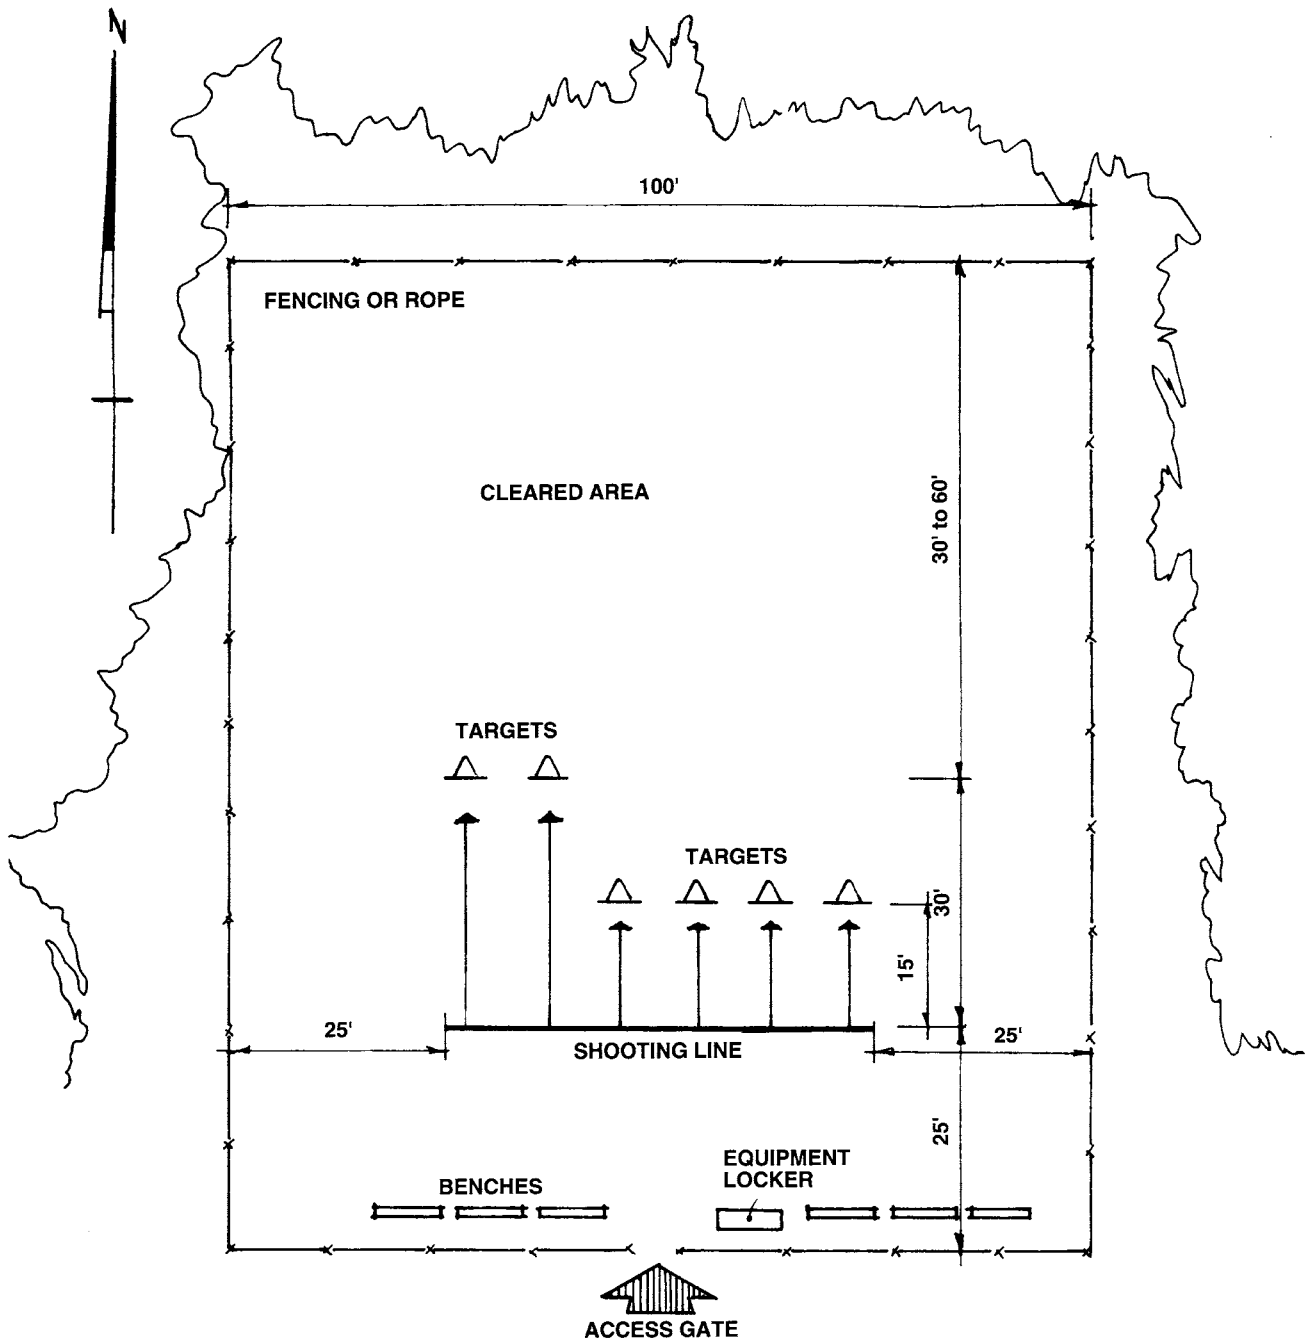 N
100'
FENCING OR ROPE
CLEARED AREA
30' to 60'
TARGETS
TARGETS
30'
15'
25'
25'
SHOOTING LINE
25'
EQUIPMENT
LOCKER
BENCHES
ACCESS GATE